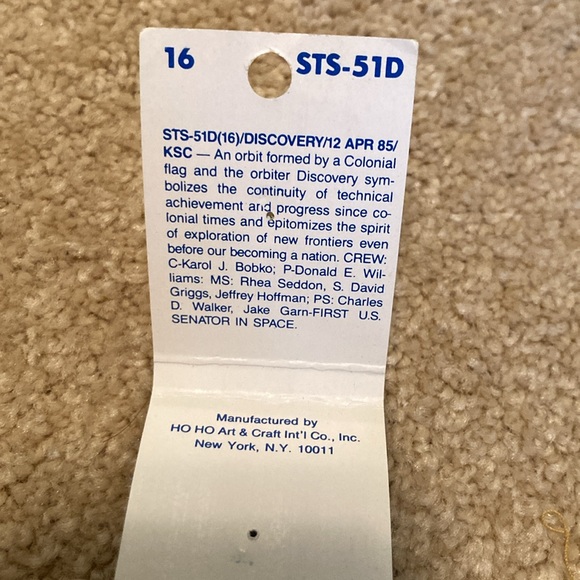 16 STS-51D
STS-51D(16)/DISCOVERY/12 APR 85/
KSC — An orbit formed by a Colonial
flag and the orbiter Discovery sym-
bolizes the continuity of technical
achievement and progress since co-
lonial times and epitomizes the spirit
of exploration of new frontiers even
before our becoming a nation. CREW:
C-Karol J. Bobko; P-Donald E. Wil-
liams: MS: Rhea Seddon, S. David
Griggs, Jeffrey Hoffman; PS: Charles
D. Walker, Jake Garn-FIRST U.S.
SENATOR IN SPACE.
Manufactured by
HO HO Art & Craft Int'l Co., Inc.
New York, N.Y. 10011